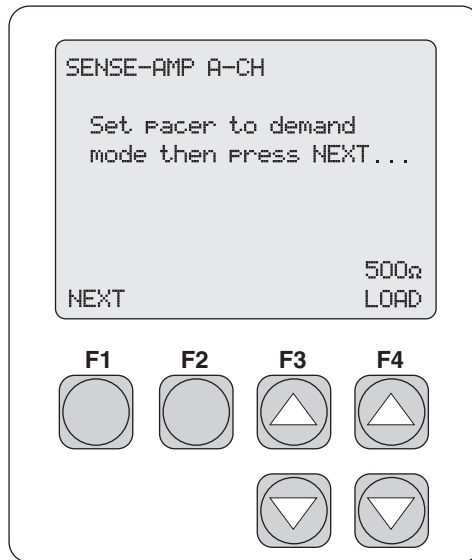 SENSE-AMP A-CH
Set pacer to demand
mode then press NEXT...
500Ω
NEXT LOAD
F1 F2 F3 F4